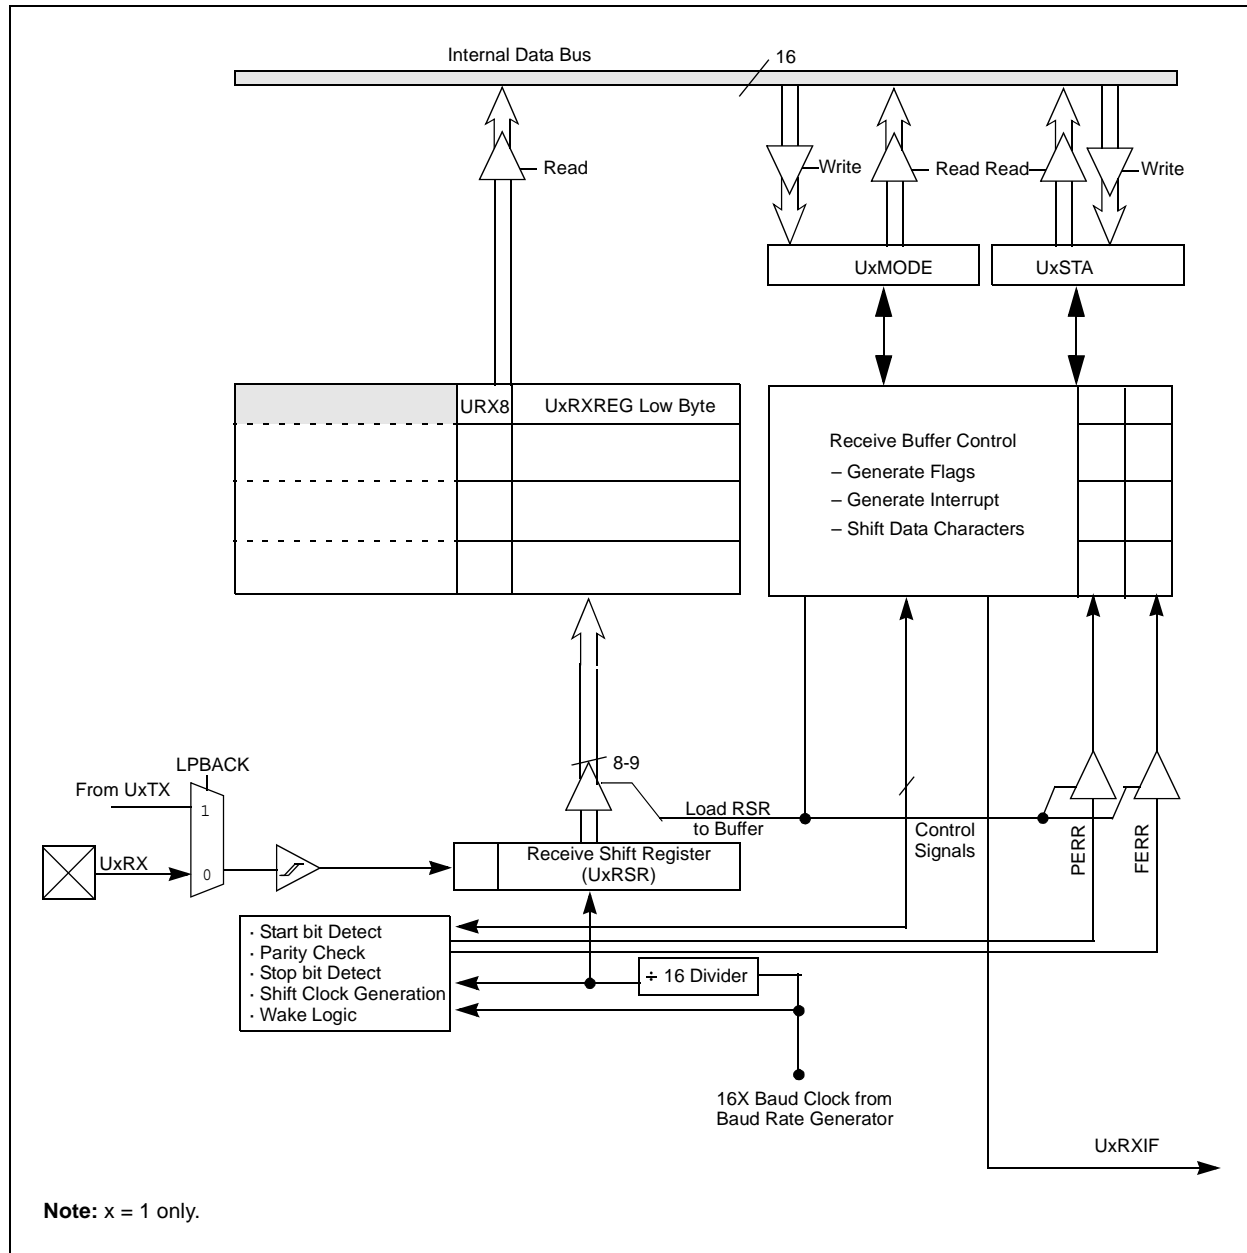 Internal Data Bus
16
Read
Write
Read Read
Write
UxMODE
UxSTA
URX8
UxRXREG Low Byte
Receive Buffer Control
– Generate Flags
– Generate Interrupt
– Shift Data Characters
LPBACK
From UxTX
1
UxRX
0
8-9
Load RSR
to Buffer
Control
Signals
PERR
FERR
Receive Shift Register
(UxRSR)
· Start bit Detect
· Parity Check
· Stop bit Detect
· Shift Clock Generation
· Wake Logic
÷ 16 Divider
16X Baud Clock from
Baud Rate Generator
UxRXIF
Note: x = 1 only.